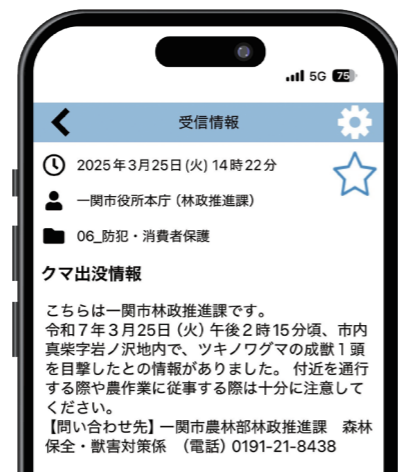 5G 75
受信情報
2025年3月25日(火) 14時22分
一関市役所本庁（林政推進課）
06_防犯・消費者保護
クマ出没情報
こちらは一関市林政推進課です。
令和７年３月25日（火）午後２時15分頃、市内
真柴字岩ノ沢地内で、ツキノワグマの成獣１頭
を目撃したとの情報がありました。 付近を通行
する際や農作業に従事する際は十分に注意して
ください。
【問い合わせ先】一関市農林部林政推進課　森林
保全・獣害対策係　（電話）0191-21-8438